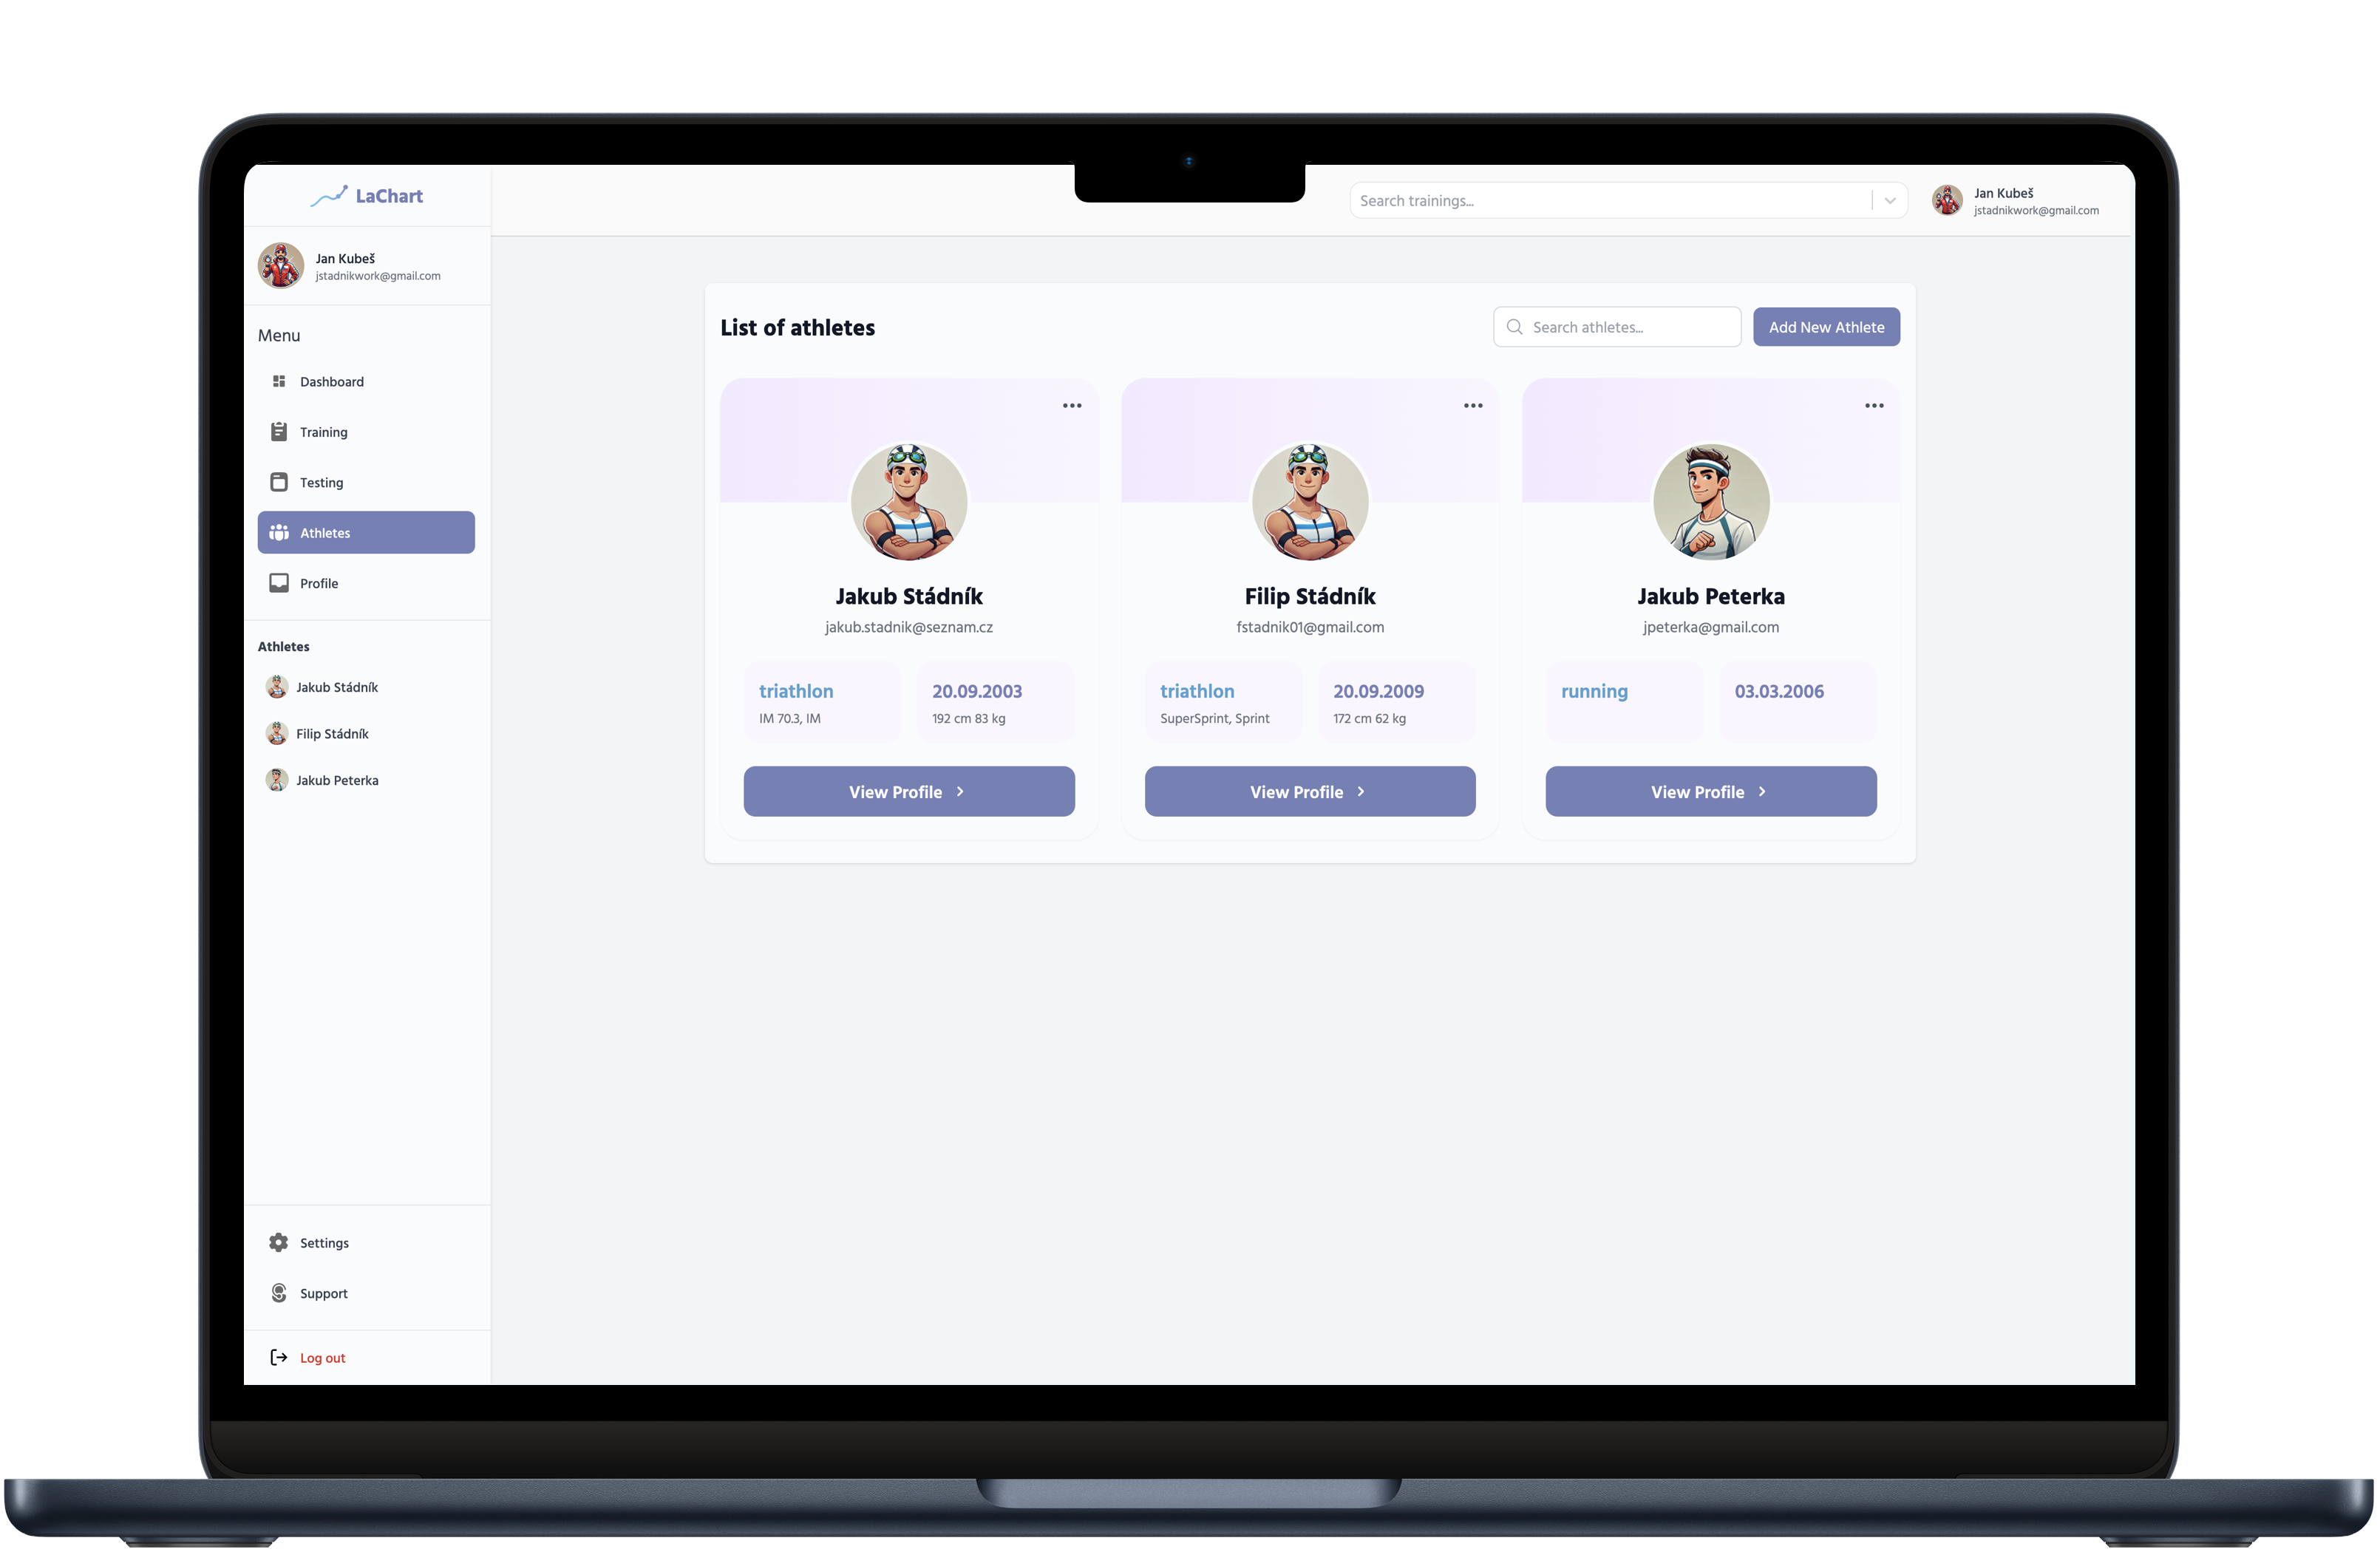 LaChart
Search trainings...
Jan Kubeš
jstadnikwork@gmail.com
Jan Kubeš
jstadnikwork@gmail.com
Menu
Dashboard
Training
Testing
Athletes
Profile
Athletes
Jakub Stádník
Filip Stádník
Jakub Peterka
Settings
Support
Log out
List of athletes
Search athletes...
Add New Athlete
Jakub Stádník
jakub.stadnik@seznam.cz
triathlon
IM 70.3, IM
20.09.2003
192 cm 83 kg
View Profile
Filip Stádník
fstadnik01@gmail.com
triathlon
SuperSprint, Sprint
20.09.2009
172 cm 62 kg
View Profile
Jakub Peterka
jpeterka@gmail.com
running
03.03.2006
View Profile